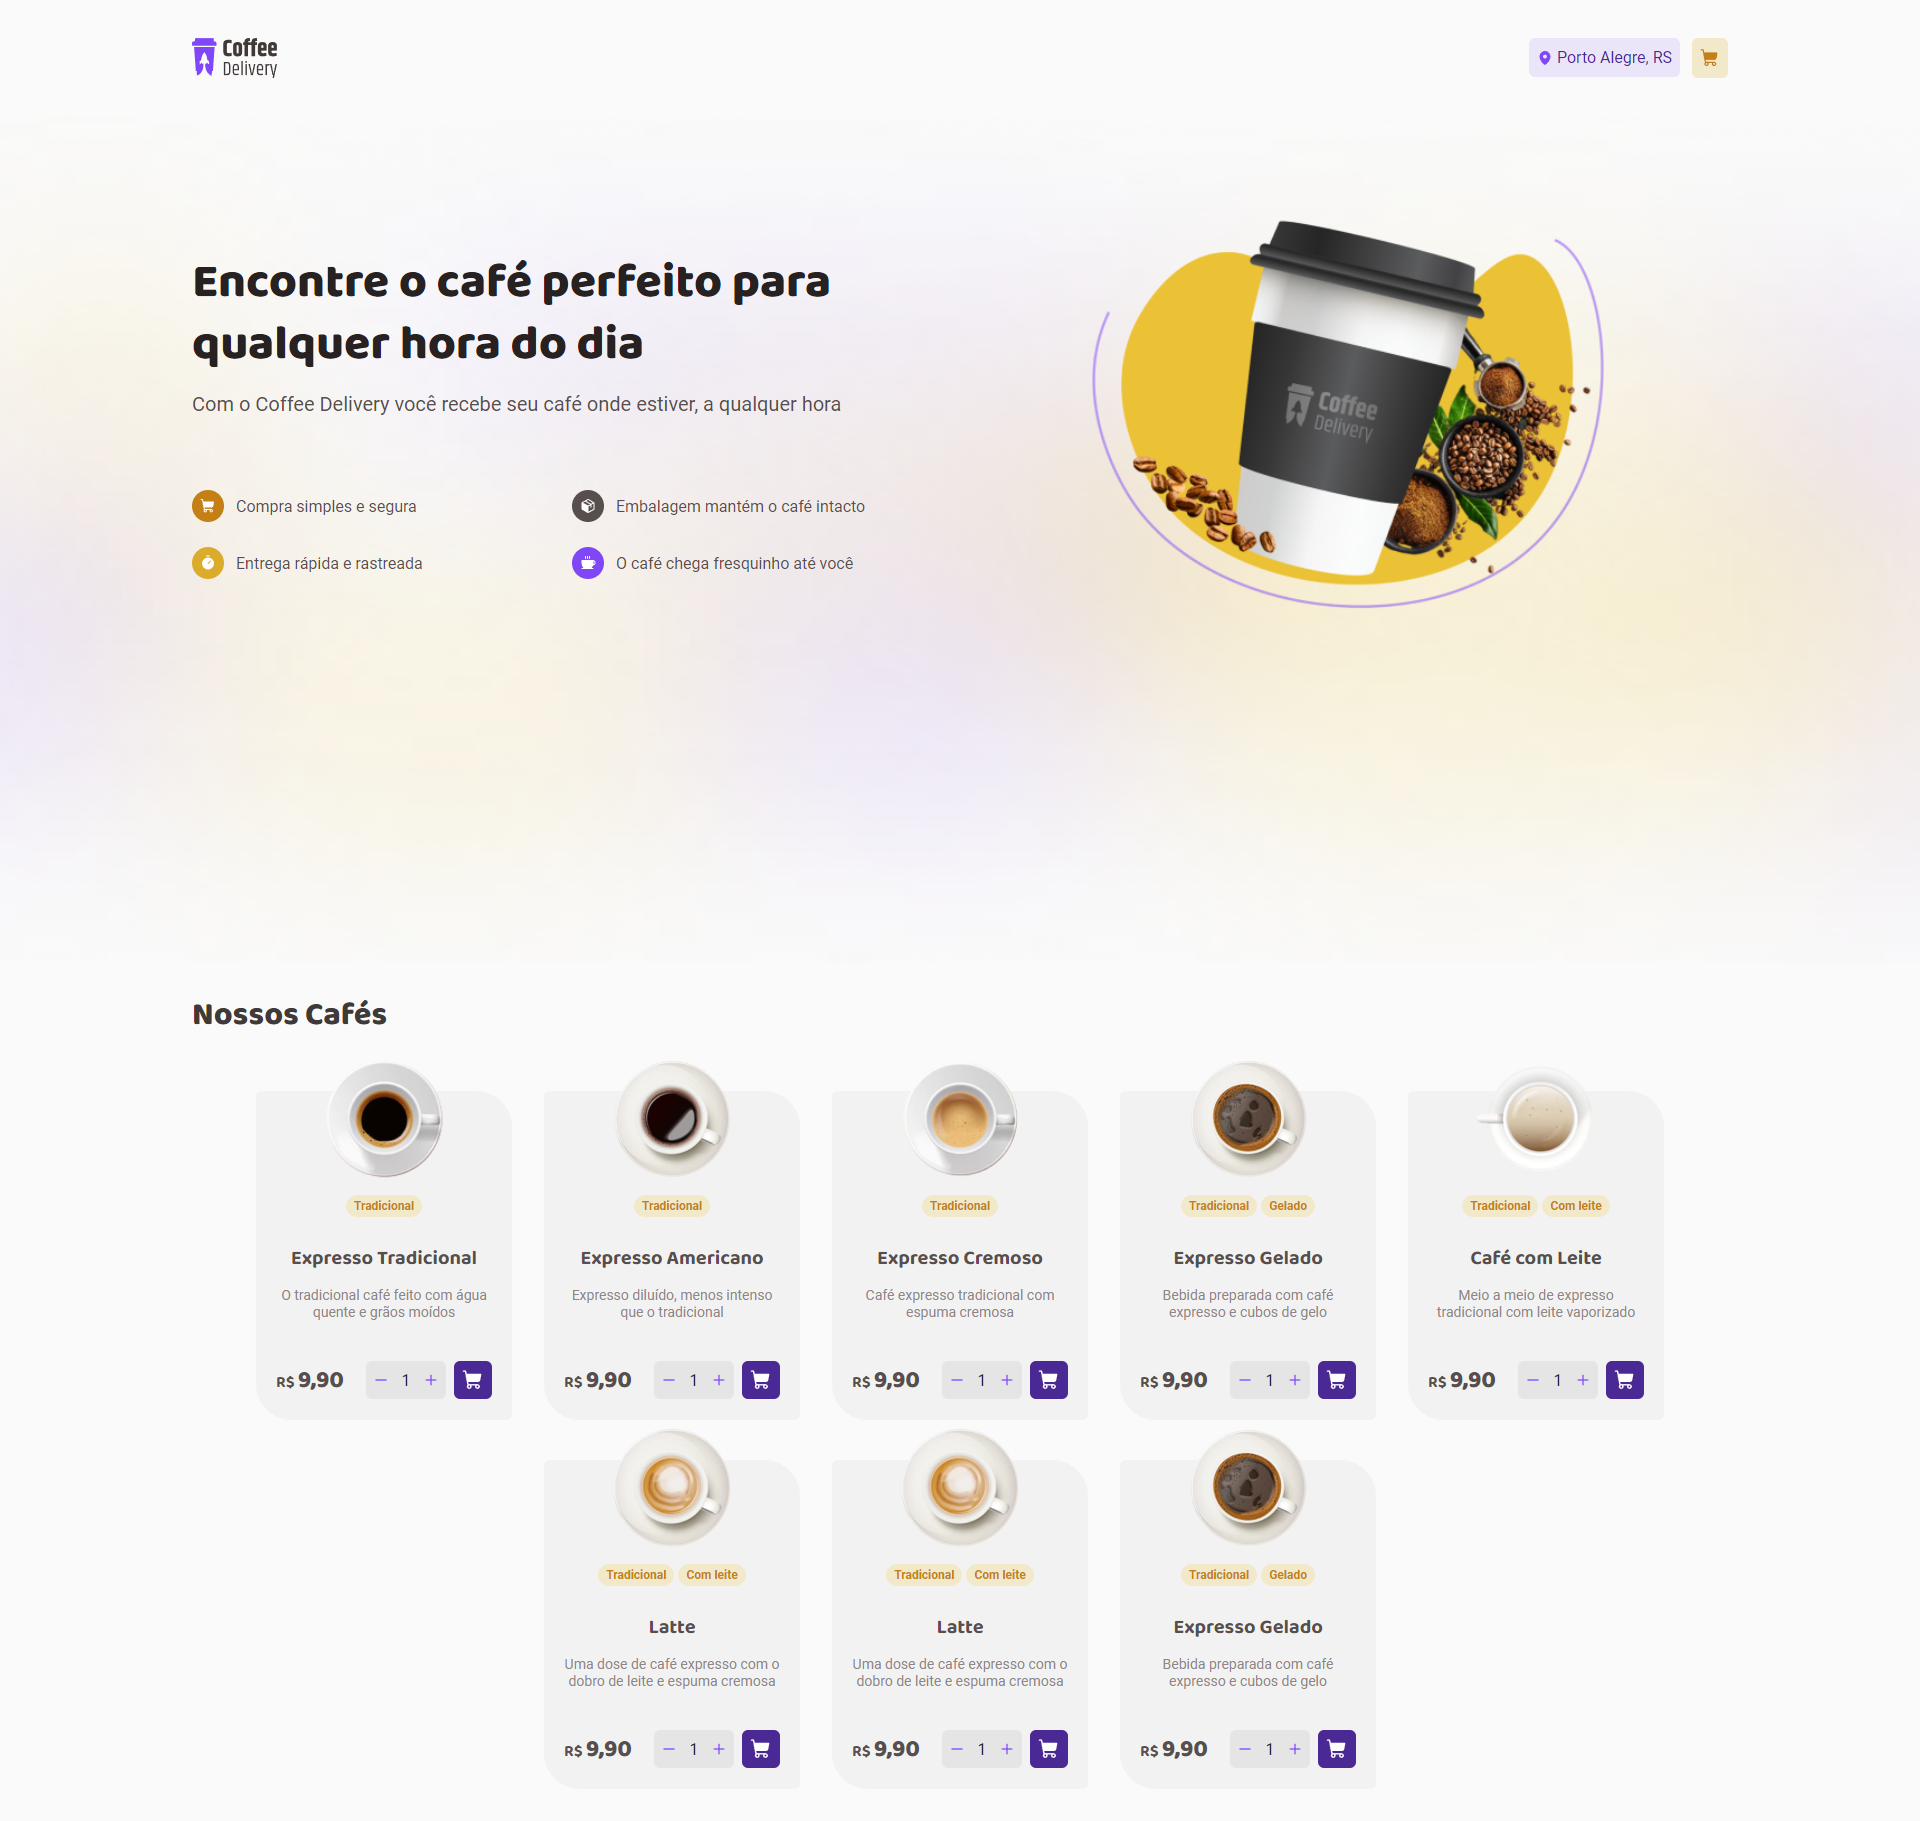 Coffee
Delivery
Porto Alegre, RS
Encontre o café perfeito para
qualquer hora do dia
Com o Coffee Delivery você recebe seu café onde estiver, a qualquer hora
Compra simples e segura
Embalagem mantém o café intacto
Entrega rápida e rastreada
O café chega fresquinho até você
Coffee
Delivery
Nossos Cafés
Tradicional
Expresso Tradicional
O tradicional café feito com água
quente e grãos moídos
R$ 9,90 − 1 +
Tradicional
Expresso Americano
Expresso diluído, menos intenso
que o tradicional
R$ 9,90 − 1 +
Tradicional
Expresso Cremoso
Café expresso tradicional com
espuma cremosa
R$ 9,90 − 1 +
Tradicional Gelado
Expresso Gelado
Bebida preparada com café
expresso e cubos de gelo
R$ 9,90 − 1 +
Tradicional Com leite
Café com Leite
Meio a meio de expresso
tradicional com leite vaporizado
R$ 9,90 − 1 +
Tradicional Com leite
Latte
Uma dose de café expresso com o
dobro de leite e espuma cremosa
R$ 9,90 − 1 +
Tradicional Com leite
Latte
Uma dose de café expresso com o
dobro de leite e espuma cremosa
R$ 9,90 − 1 +
Tradicional Gelado
Expresso Gelado
Bebida preparada com café
expresso e cubos de gelo
R$ 9,90 − 1 +